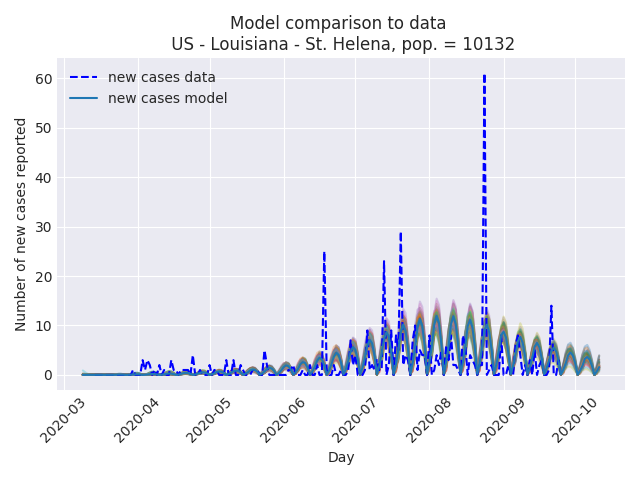 Model comparison to data
US - Louisiana - St. Helena, pop. = 10132
new cases data
new cases model
Number of new cases reported
60
50
40
30
20
10
0
2020-03
2020-04
2020-05
2020-06
2020-07
2020-08
2020-09
2020-10
Day